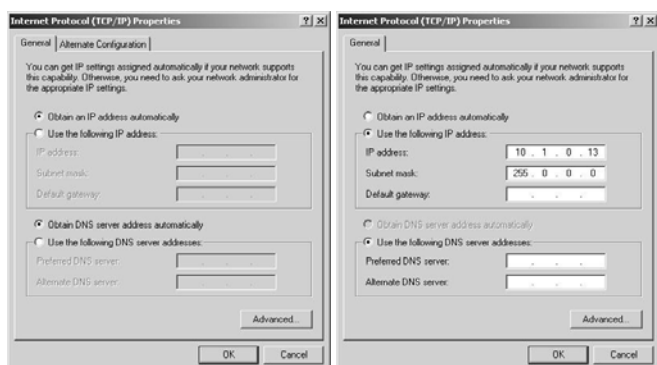 Internet Protocol (TCP/IP) Properties
General
Alternate Configuration
You can get IP settings assigned automatically if your network supports
this capability. Otherwise, you need to ask your network administrator for
the appropriate IP settings.
Obtain an IP address automatically
Use the following IP address:
IP address:
Subnet mask:
Default gateway:
Obtain DNS server address automatically
Use the following DNS server addresses:
Preferred DNS server:
Alternate DNS server:
Advanced...
OK
Cancel
Internet Protocol (TCP/IP) Properties
General
You can get IP settings assigned automatically if your network supports
this capability. Otherwise, you need to ask your network administrator for
the appropriate IP settings.
Obtain an IP address automatically
Use the following IP address:
IP address: 10 . 1 . 0 . 13
Subnet mask: 255 . 0 . 0 . 0
Default gateway:
Obtain DNS server address automatically
Use the following DNS server addresses:
Preferred DNS server:
Alternate DNS server:
Advanced...
OK
Cancel